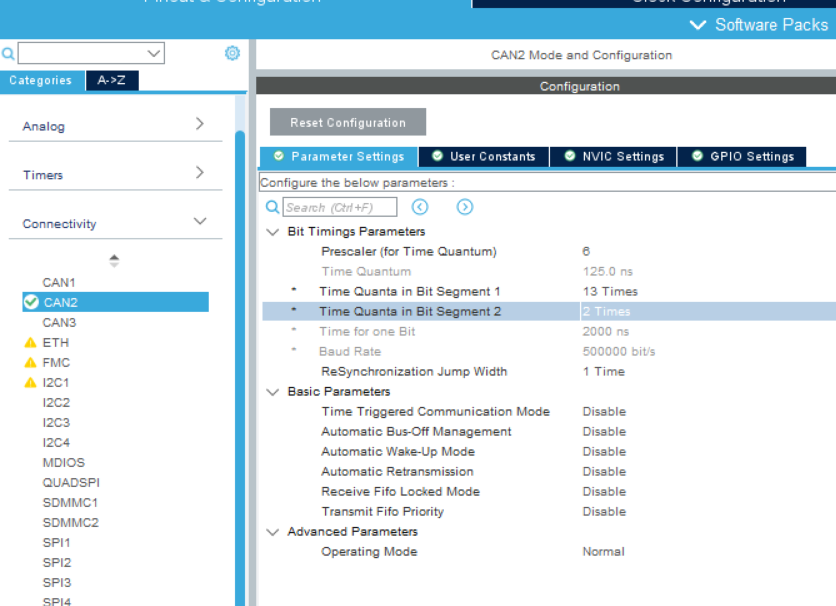 Pinout & Configuration
Clock Configuration
Software Packs
CAN2 Mode and Configuration
Categories
A->Z
Configuration
Reset Configuration
Analog
Timers
Connectivity
CAN1
CAN2
CAN3
ETH
FMC
I2C1
I2C2
I2C3
I2C4
MDIOS
QUADSPI
SDMMC1
SDMMC2
SPI1
SPI2
SPI3
SPI4
Parameter Settings
User Constants
NVIC Settings
GPIO Settings
Configure the below parameters :
Search (Ctrl+F)
Bit Timings Parameters
Prescaler (for Time Quantum) 6
Time Quantum 125.0 ns
* Time Quanta in Bit Segment 1 13 Times
* Time Quanta in Bit Segment 2 2 Times
* Time for one Bit 2000 ns
* Baud Rate 500000 bit/s
ReSynchronization Jump Width 1 Time
Basic Parameters
Time Triggered Communication Mode Disable
Automatic Bus-Off Management Disable
Automatic Wake-Up Mode Disable
Automatic Retransmission Disable
Receive Fifo Locked Mode Disable
Transmit Fifo Priority Disable
Advanced Parameters
Operating Mode Normal